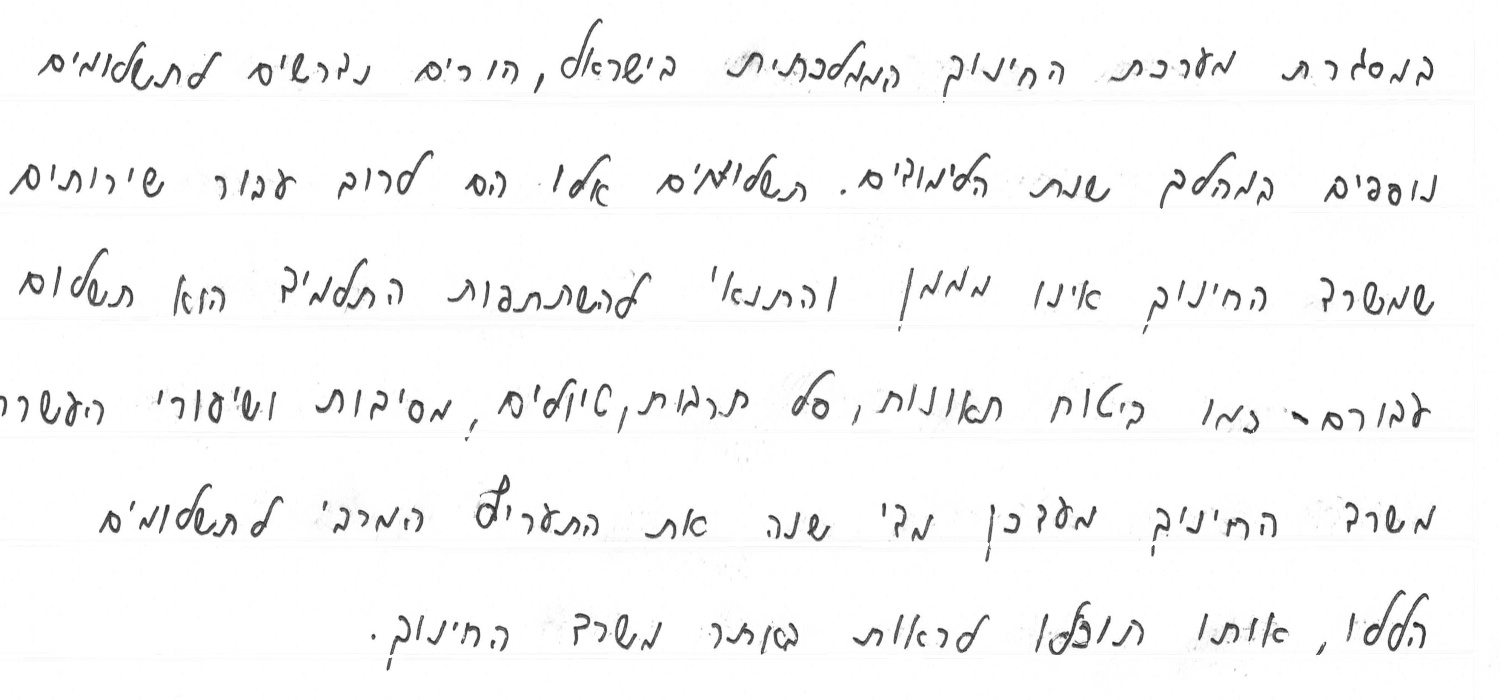 במסגרת מערכת החינוך הממלכתית בישראל, הורים נדרשים לתשלומים
נוספים במהלך שנת הלימודים. תשלומים אלו הם לרוב עבור שירותים
שמשרד החינוך אינו מממן והתנאי להשתתפות התלמיד הוא תשלום
עבורם - כמו ביטוח תאונות, סל תרבות, טיולים, מסיבות ושיעורי העשרה
משרד החינוך מעדכן מדי שנה את התעריף המרבי לתשלומים
הללו, אותו תוכלו לראות באתר משרד החינוך.